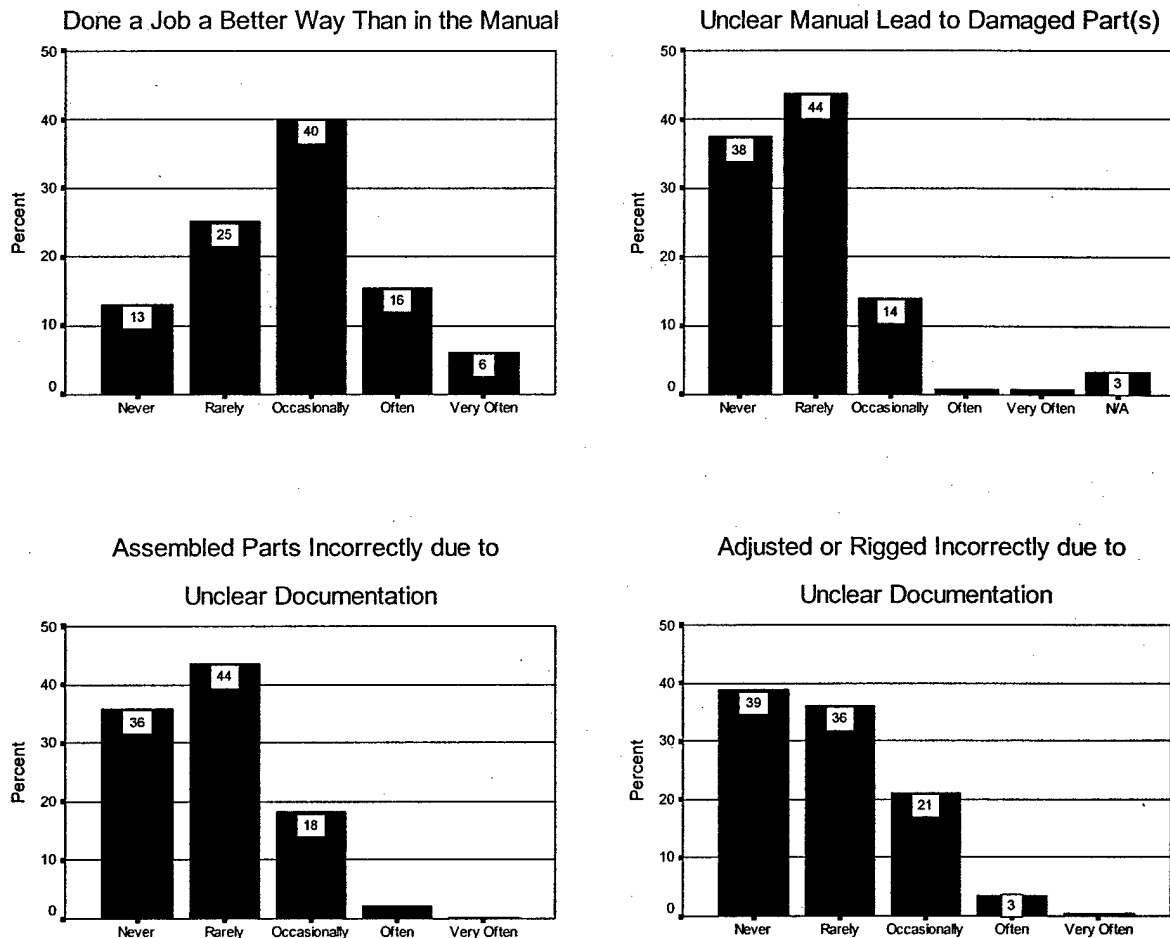 Done a Job a Better Way Than in the Manual
50
40
30
20
10
0
Percent
13
25
40
16
6
Never Rarely Occasionally Often Very Often
Unclear Manual Lead to Damaged Part(s)
50
40
30
20
10
0
Percent
38
44
14
3
Never Rarely Occasionally Often Very Often N/A
Assembled Parts Incorrectly due to
Unclear Documentation
50
40
30
20
10
0
Percent
36
44
18
Never Rarely Occasionally Often Very Often
Adjusted or Rigged Incorrectly due to
Unclear Documentation
50
40
30
20
10
0
Percent
39
36
21
3
Never Rarely Occasionally Often Very Often